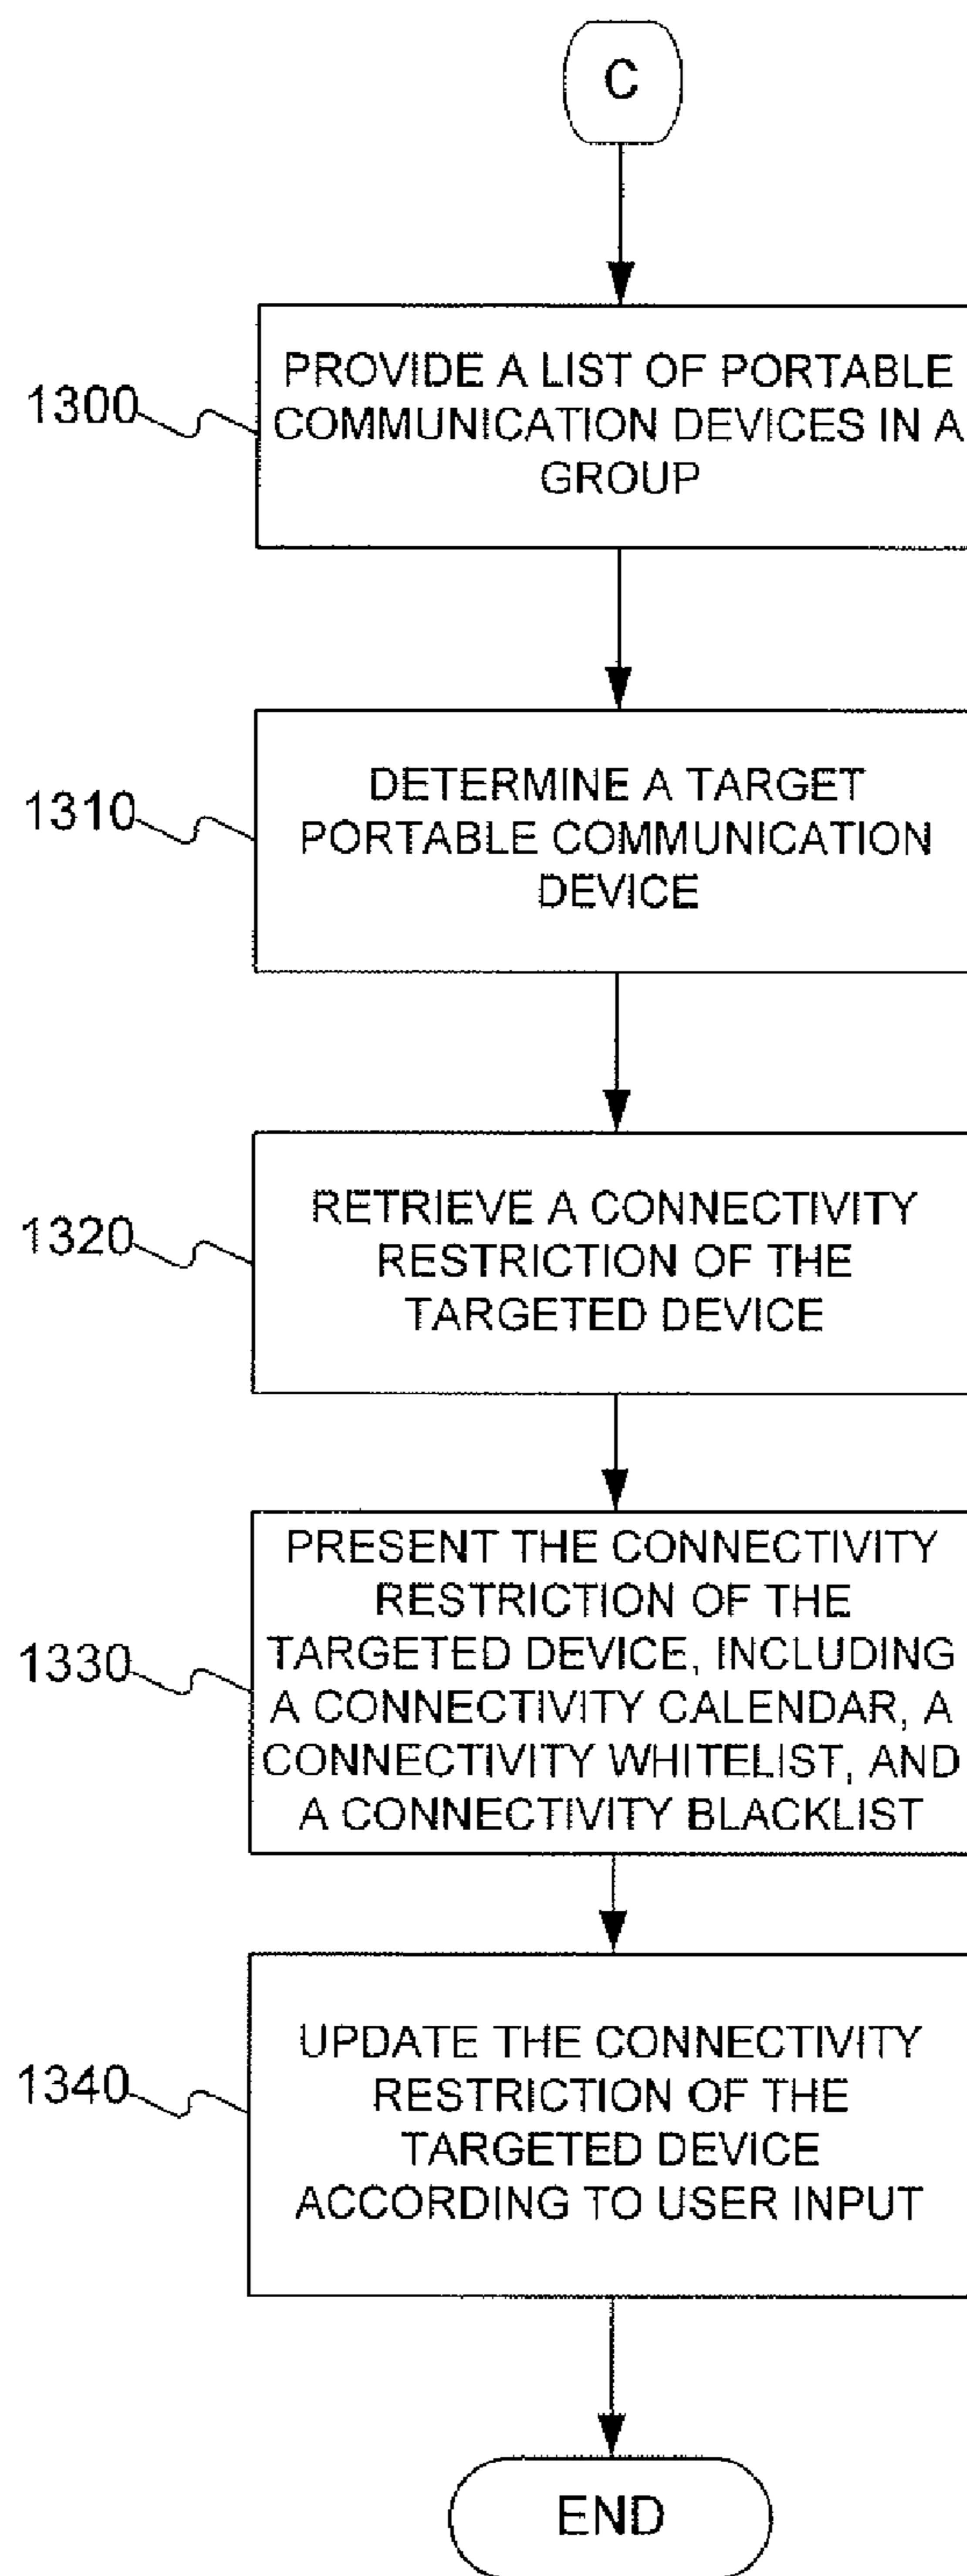 C
1300
PROVIDE A LIST OF PORTABLE
COMMUNICATION DEVICES IN A
GROUP
1310
DETERMINE A TARGET
PORTABLE COMMUNICATION
DEVICE
1320
RETRIEVE A CONNECTIVITY
RESTRICTION OF THE
TARGETED DEVICE
1330
PRESENT THE CONNECTIVITY
RESTRICTION OF THE
TARGETED DEVICE, INCLUDING
A CONNECTIVITY CALENDAR, A
CONNECTIVITY WHITELIST, AND
A CONNECTIVITY BLACKLIST
1340
UPDATE THE CONNECTIVITY
RESTRICTION OF THE
TARGETED DEVICE
ACCORDING TO USER INPUT
END